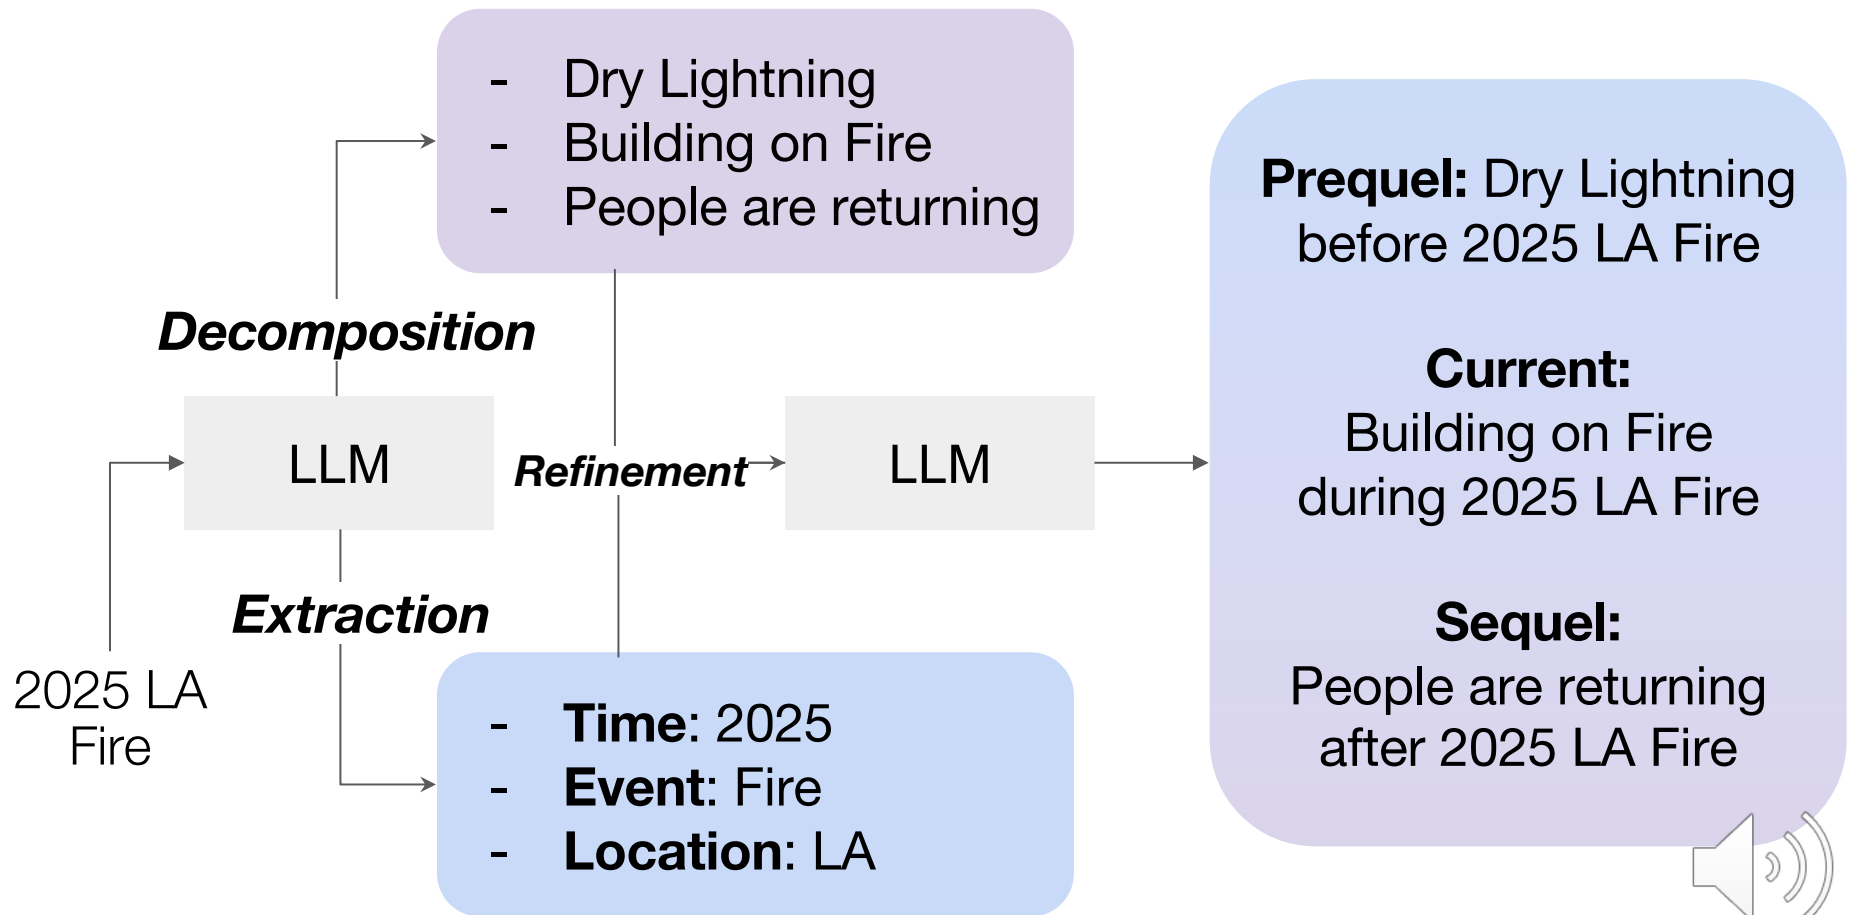 - Dry Lightning
- Building on Fire
- People are returning
Decomposition
LLM
Refinement
LLM
Extraction
2025 LA
Fire
- Time: 2025
- Event: Fire
- Location: LA
Prequel: Dry Lightning
before 2025 LA Fire
Current:
Building on Fire
during 2025 LA Fire
Sequel:
People are returning
after 2025 LA Fire